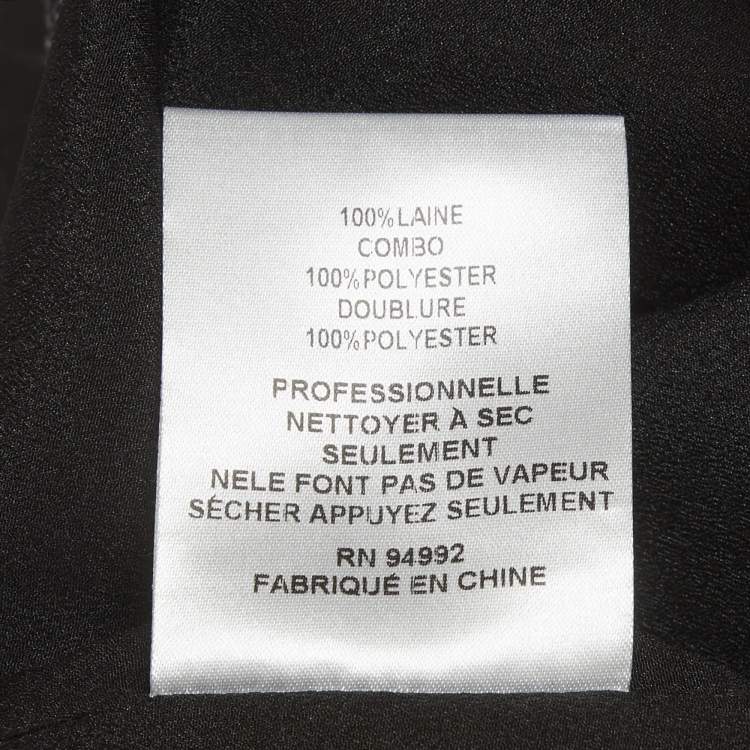 100% LAINE
COMBO
100% POLYESTER
DOUBLURE
100% POLYESTER
PROFESSIONNELLE
NETTOYER À SEC
SEULEMENT
NELE FONT PAS DE VAPEUR
SÉCHER APPUYEZ SEULEMENT
RN 94992
FABRIQUÉ EN CHINE